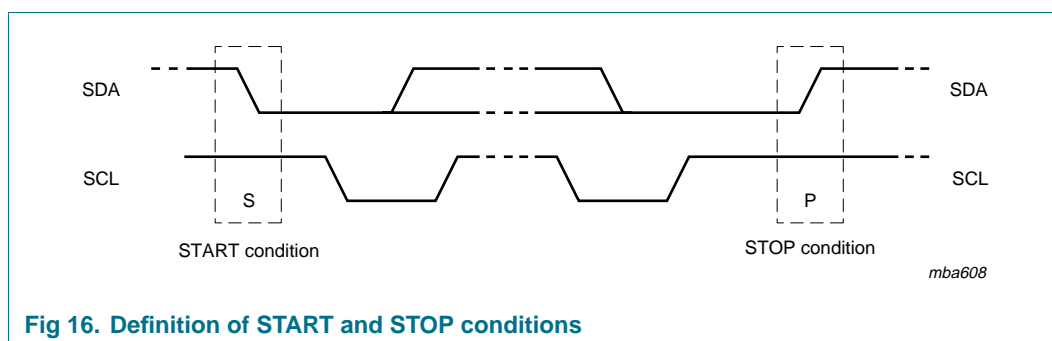 SDA
SDA
SCL
SCL
S
P
START condition
STOP condition
mba608
Fig 16. Definition of START and STOP conditions